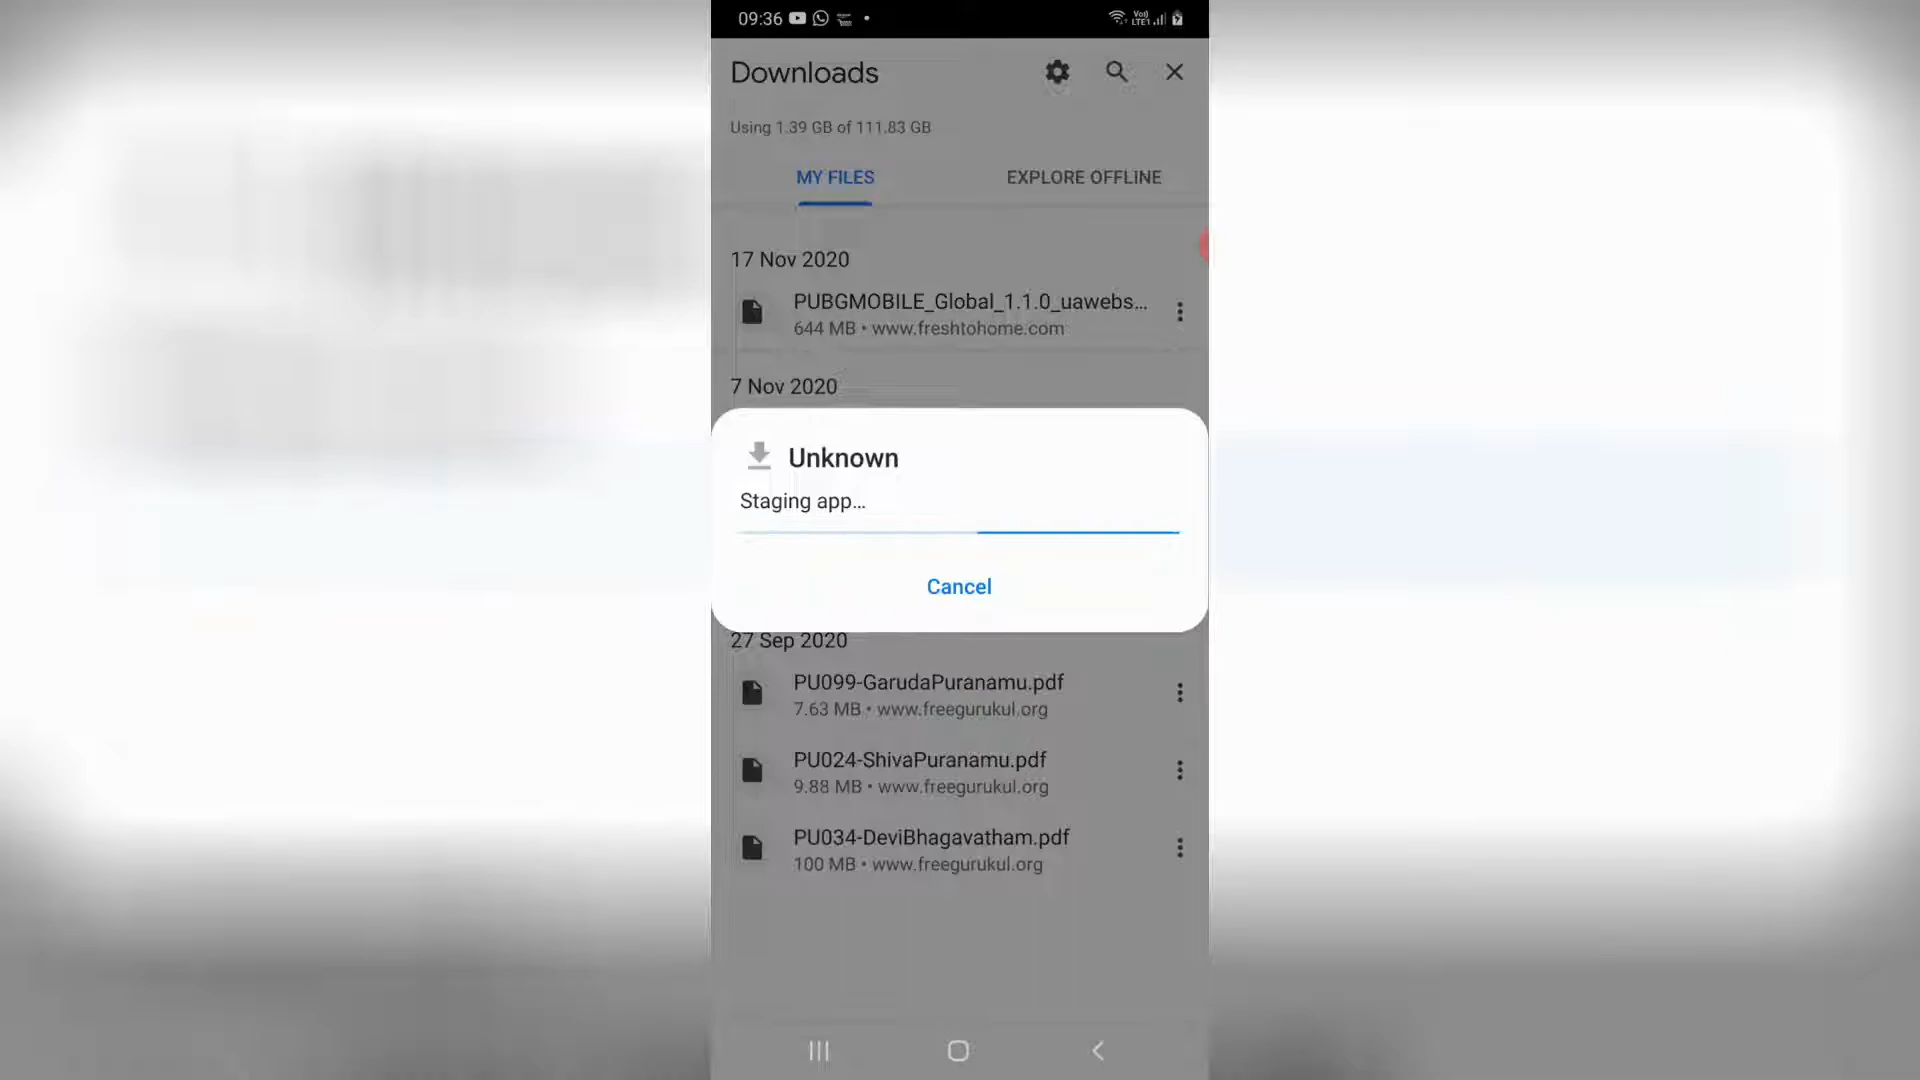 09:36
Downloads
Using 1.39 GB of 111.83 GB
MY FILES
EXPLORE OFFLINE
17 Nov 2020
PUBGMOBILE_Global_1.1.0_uawebs...
644 MB • www.freshtohome.com
7 Nov 2020
Unknown
Staging app...
Cancel
27 Sep 2020
PU099-GarudaPuranamu.pdf
7.63 MB • www.freegurukul.org
PU024-ShivaPuranamu.pdf
9.88 MB • www.freegurukul.org
PU034-DeviBhagavatham.pdf
100 MB • www.freegurukul.org